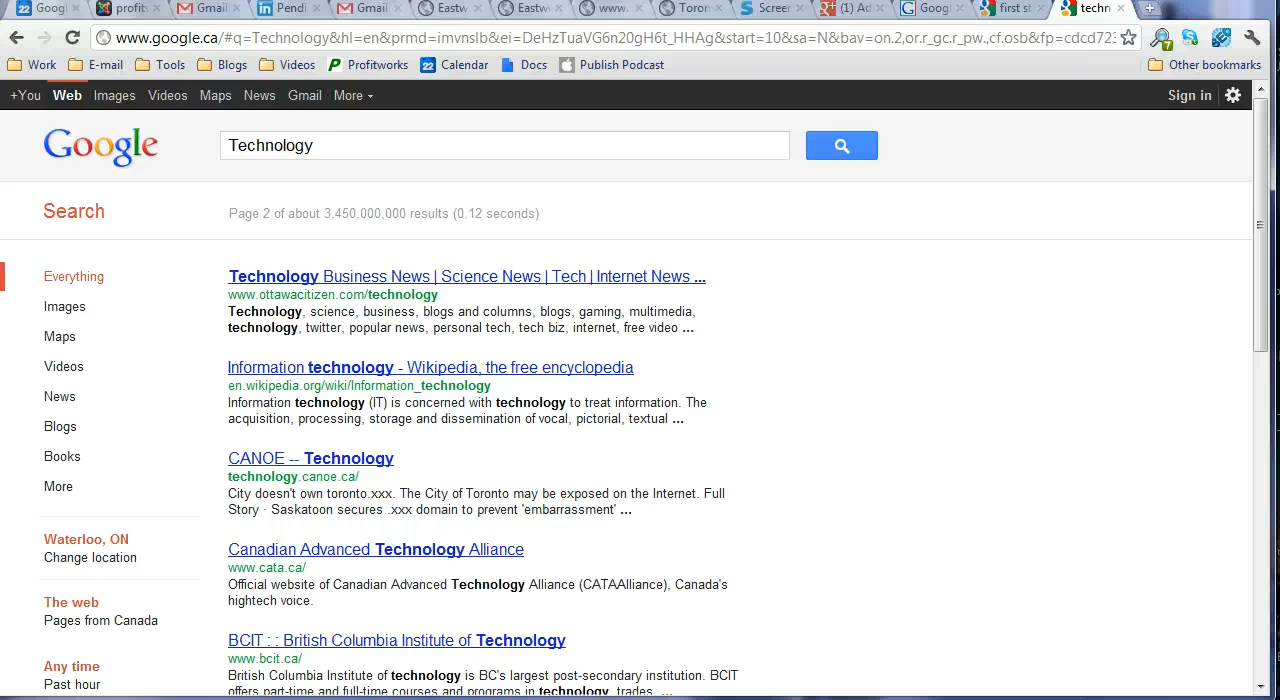 Googl
profit
Gmail
Pendi
Gmail
Eastw
Eastw
www.
Toron
Screer
(1) Ac
Googl
first st
techn
www.google.ca/#q=Technology&hl=en&prmd=imvnslb&ei=DeHzTuaVG6n20gH6t_HHAg&start=10&sa=N&bav=on.2,or.r_gc.r_pw.,cf.osb&fp=cdcd723
Work E-mail Tools Blogs Videos Profitworks 22 Calendar Docs Publish Podcast Other bookmarks
+You Web Images Videos Maps News Gmail More Sign in
Google
Technology
Search
Page 2 of about 3,450,000,000 results (0.12 seconds)
Everything
Images
Maps
Videos
News
Blogs
Books
More
Waterloo, ON
Change location
The web
Pages from Canada
Any time
Past hour
Technology Business News | Science News | Tech | Internet News ...
www.ottawacitizen.com/technology
Technology, science, business, blogs and columns, blogs, gaming, multimedia,
technology, twitter, popular news, personal tech, tech biz, internet, free video ...
Information technology - Wikipedia, the free encyclopedia
en.wikipedia.org/wiki/Information_technology
Information technology (IT) is concerned with technology to treat information. The
acquisition, processing, storage and dissemination of vocal, pictorial, textual ...
CANOE -- Technology
technology.canoe.ca/
City doesn't own toronto.xxx. The City of Toronto may be exposed on the Internet. Full
Story · Saskatoon secures .xxx domain to prevent 'embarrassment' ...
Canadian Advanced Technology Alliance
www.cata.ca/
Official website of Canadian Advanced Technology Alliance (CATAAlliance), Canada's
hightech voice.
BCIT : : British Columbia Institute of Technology
www.bcit.ca/
British Columbia Institute of technology is BC's largest post-secondary institution. BCIT
offers part-time and full-time courses and programs in technology, trades, ...